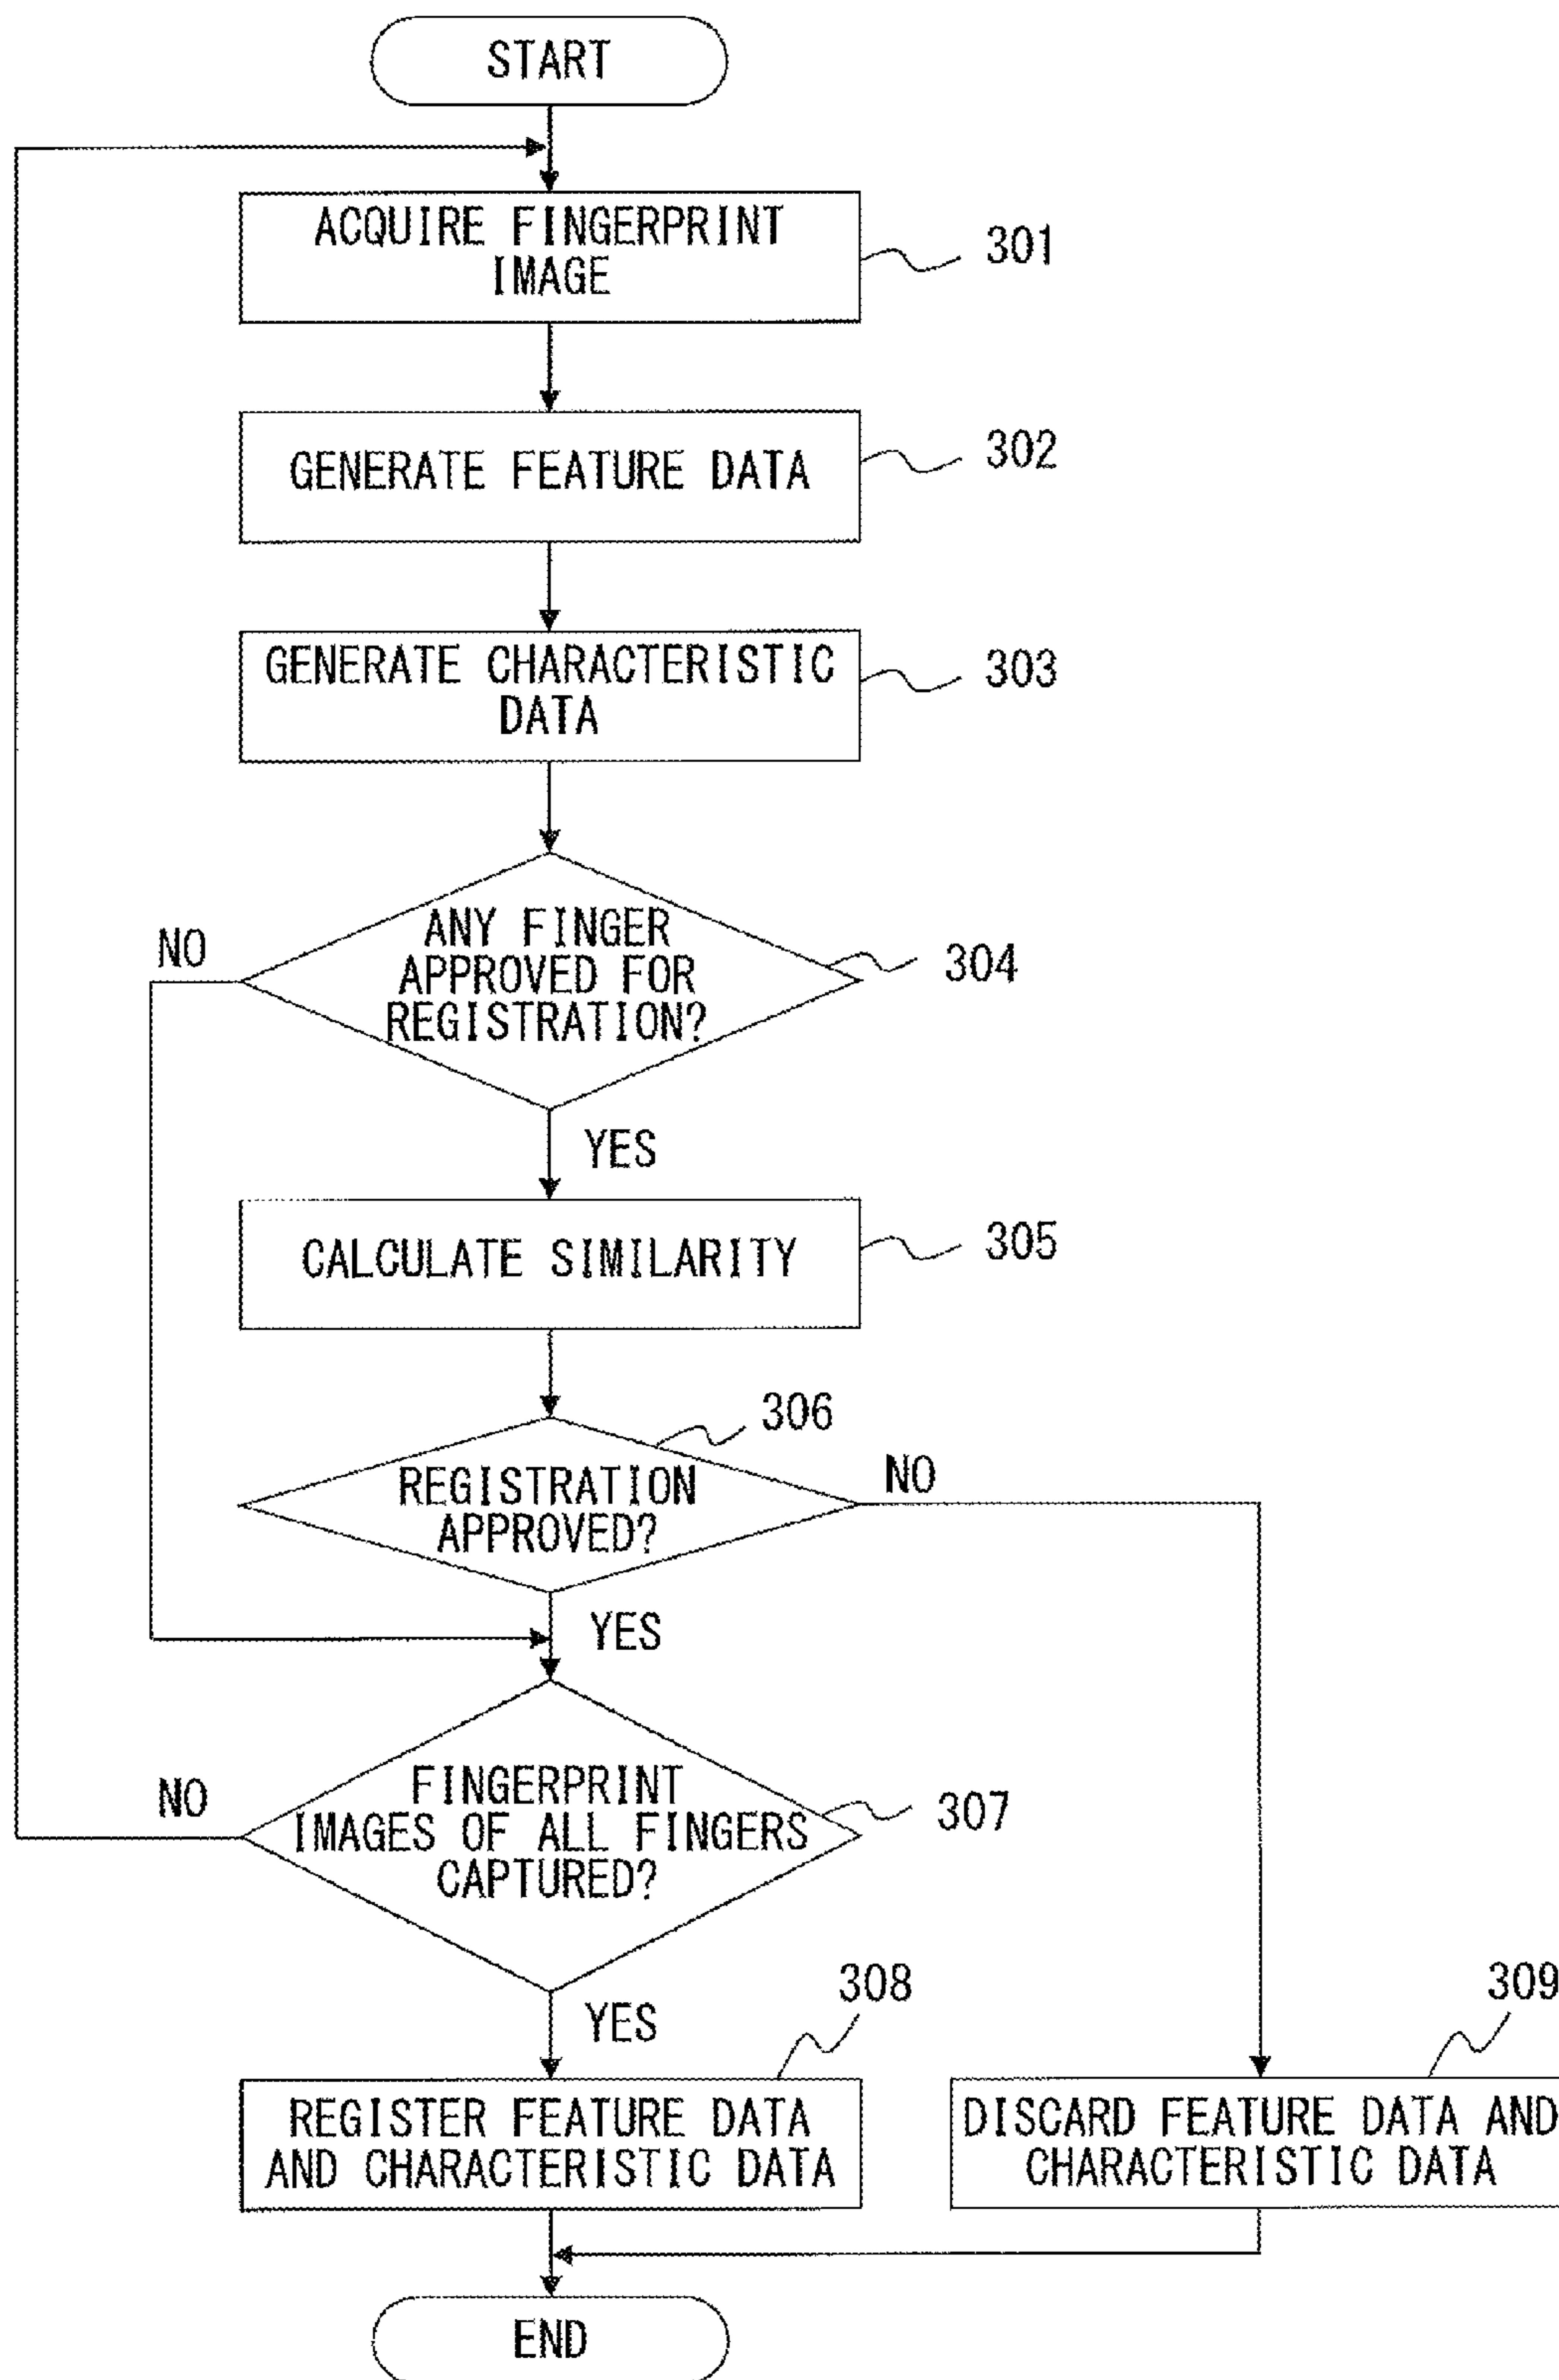 START
ACQUIRE FINGERPRINT
IMAGE
301
GENERATE FEATURE DATA
302
GENERATE CHARACTERISTIC
DATA
303
NO
ANY FINGER
APPROVED FOR
REGISTRATION?
304
YES
CALCULATE SIMILARITY
305
306
REGISTRATION
APPROVED?
NO
YES
NO
FINGERPRINT
IMAGES OF ALL FINGERS
CAPTURED?
307
YES
308
309
REGISTER FEATURE DATA
AND CHARACTERISTIC DATA
DISCARD FEATURE DATA AND
CHARACTERISTIC DATA
END